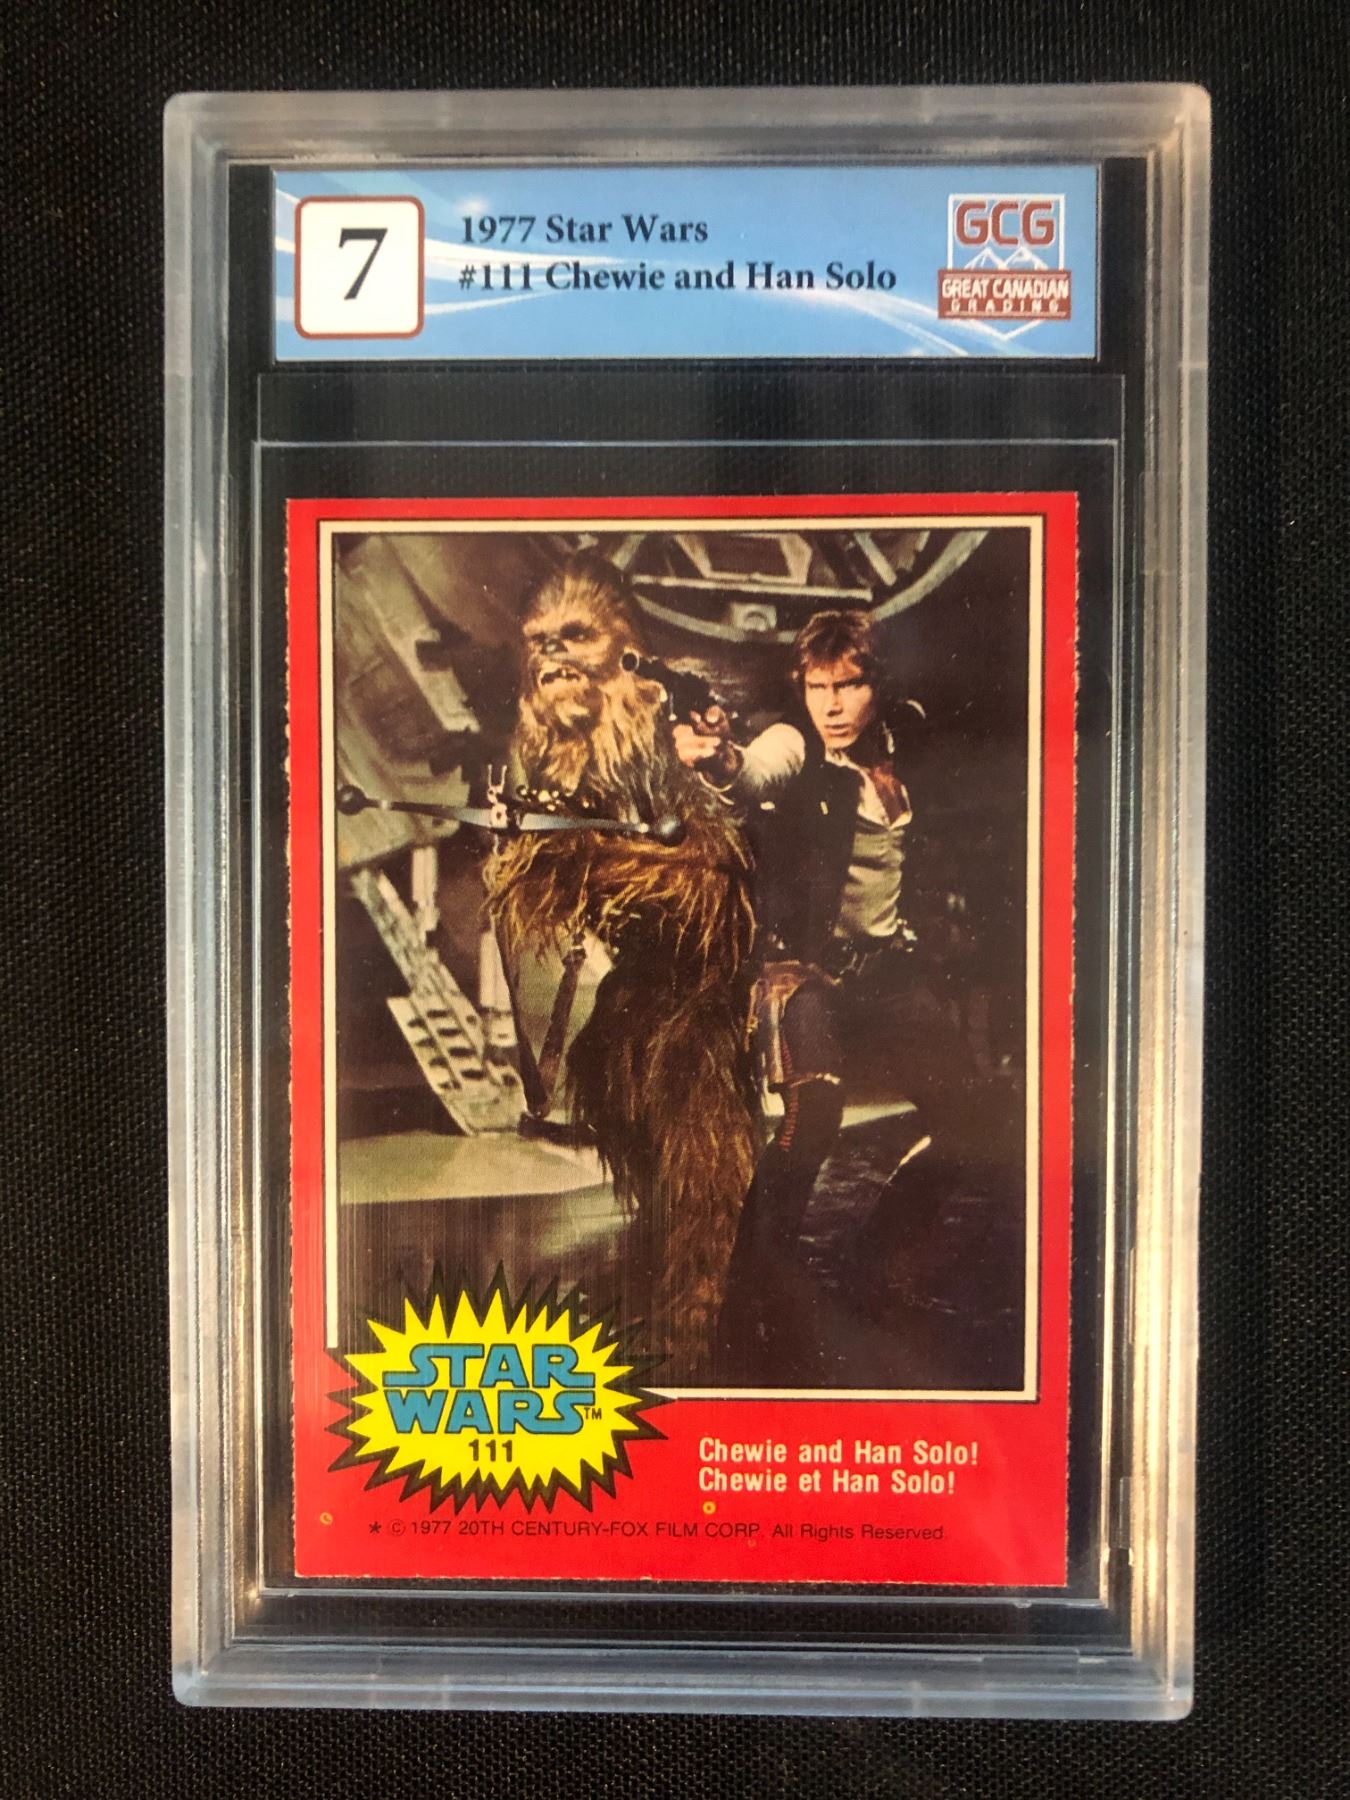 7
1977 Star Wars
#111 Chewie and Han Solo
GCG
GREAT CANADIAN
GRADING
STAR
WARS™
111
Chewie and Han Solo!
Chewie et Han Solo!
★ © 1977 20TH CENTURY-FOX FILM CORP. All Rights Reserved.